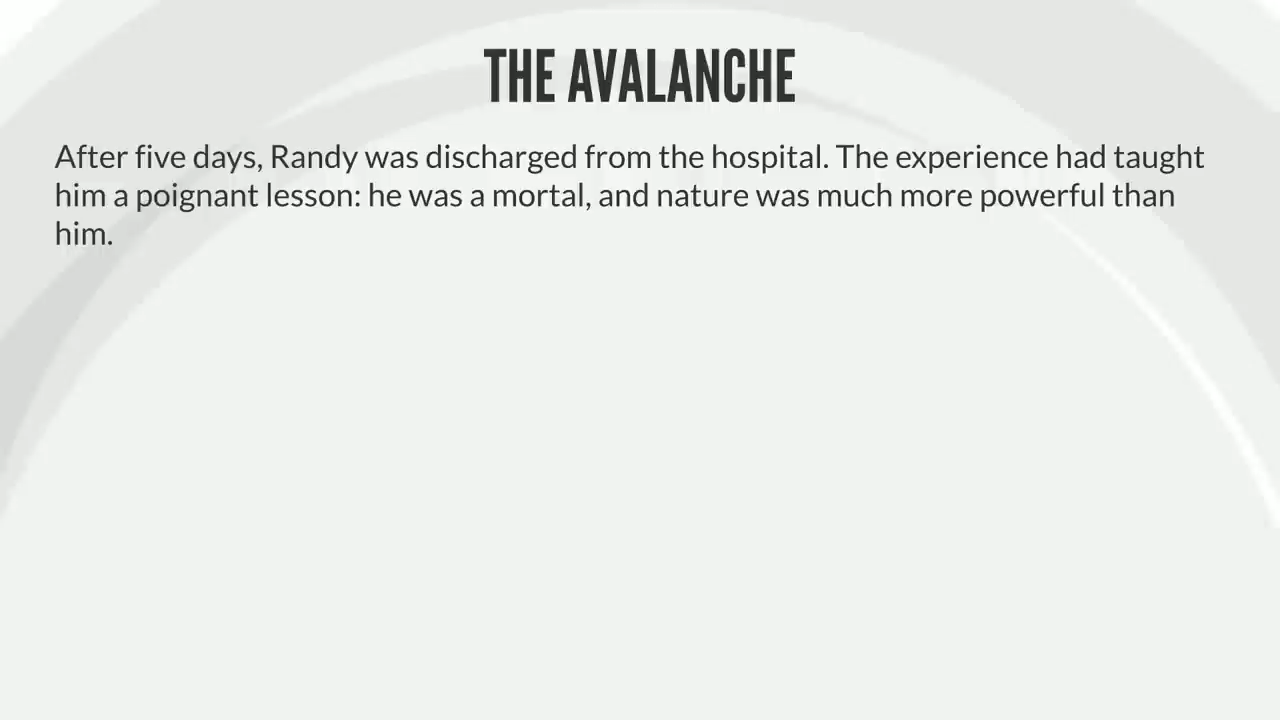 THE AVALANCHE
After five days, Randy was discharged from the hospital. The experience had taught
him a poignant lesson: he was a mortal, and nature was much more powerful than
him.